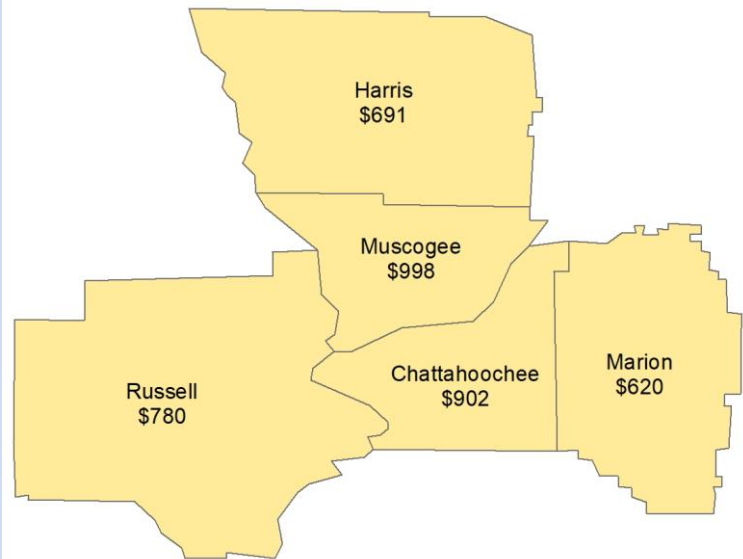 Harris
$691
Muscogee
$998
Chattahoochee
$902
Marion
$620
Russell
$780